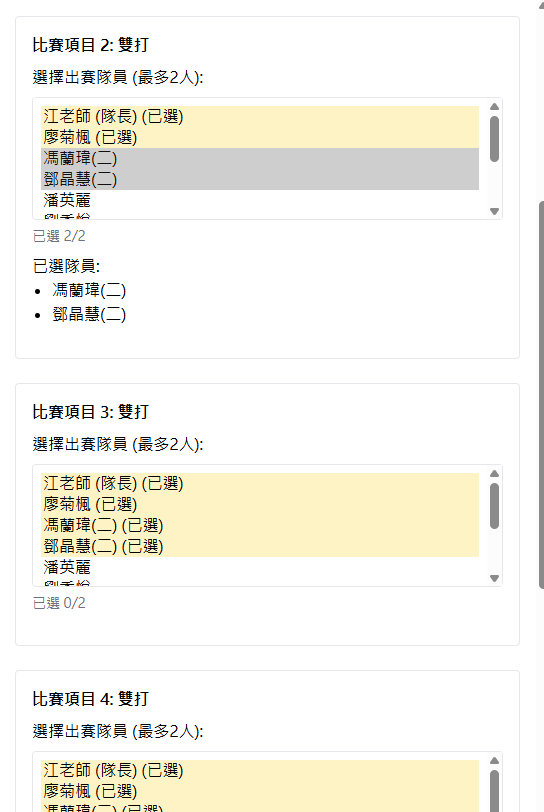 比賽項目 2: 雙打
選擇出賽隊員 (最多2人):
江老師 (隊長) (已選)
廖菊楓 (已選)
馮蘭瑋(二)
鄧晶慧(二)
潘英麗
已選 2/2
已選隊員:
馮蘭瑋(二)
鄧晶慧(二)
比賽項目 3: 雙打
選擇出賽隊員 (最多2人):
江老師 (隊長) (已選)
廖菊楓 (已選)
馮蘭瑋(二) (已選)
鄧晶慧(二) (已選)
潘英麗
已選 0/2
比賽項目 4: 雙打
選擇出賽隊員 (最多2人):
江老師 (隊長) (已選)
廖菊楓 (已選)
馮蘭瑋(二) (已選)